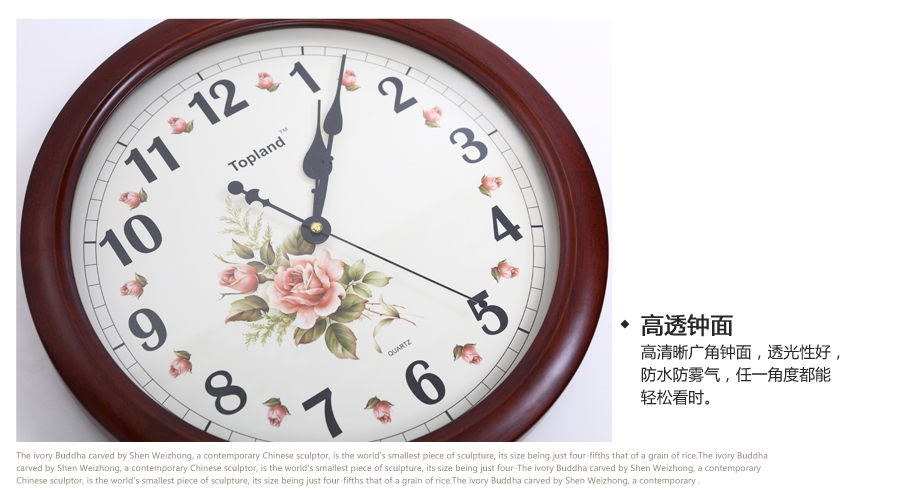 12
1
2
3
4
5
6
7
8
9
10
11
Topland™
QUARTZ
高透钟面
高清晰广角钟面，透光性好，
防水防雾气，任一角度都能
轻松看时。
The ivory Buddha carved by Shen Weizhong, a contemporary Chinese sculptor, is the world's smallest piece of sculpture, its size being just four-fifths that of a grain of rice.The ivory Buddha
carved by Shen Weizhong, a contemporary Chinese sculptor, is the world's smallest piece of sculpture, its size being just four-The ivory Buddha carved by Shen Weizhong, a contemporary
Chinese sculptor, is the world's smallest piece of sculpture, its size being just four-fifths that of a grain of rice.The ivory Buddha carved by Shen Weizhong, a contemporary .